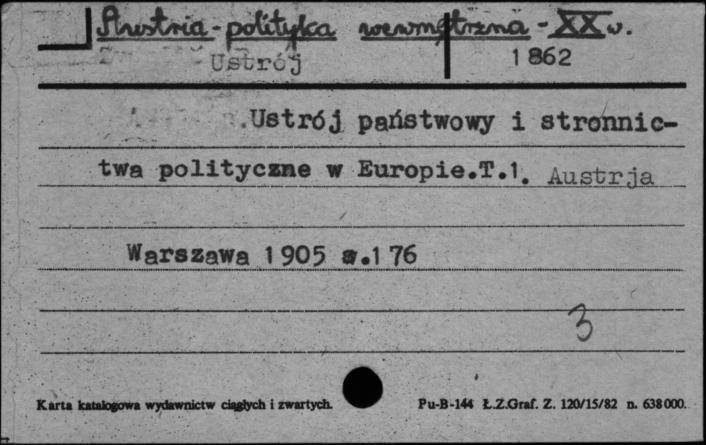 Austria - polityka wewnętrzna - XX w.
Ustrój 1862
Ustrój państwowy i stronnic-
twa polityczne w Europie.T.1. Austrja
Warszawa 1905 s.176
3
Karta katalogowa wydawnictw ciągłych i zwartych. Pu-B-144 Ł.Z.Graf. Z. 120/15/82 n. 638000.